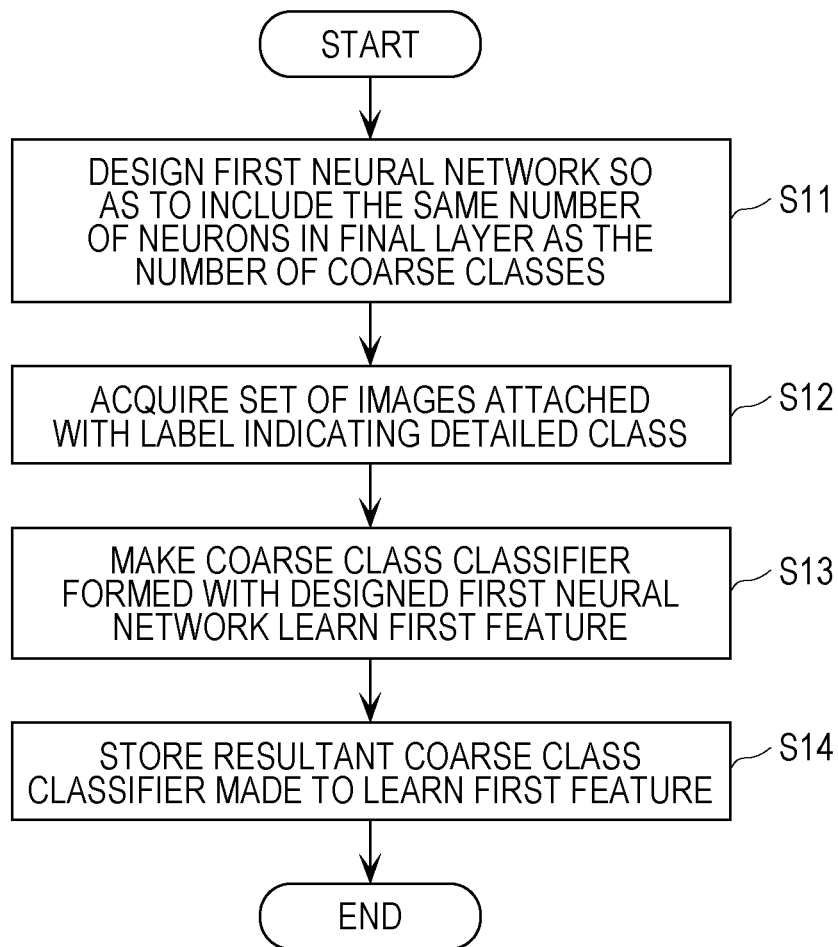 START
DESIGN FIRST NEURAL NETWORK SO
AS TO INCLUDE THE SAME NUMBER
OF NEURONS IN FINAL LAYER AS THE
NUMBER OF COARSE CLASSES
S11
ACQUIRE SET OF IMAGES ATTACHED
WITH LABEL INDICATING DETAILED CLASS
S12
MAKE COARSE CLASS CLASSIFIER
FORMED WITH DESIGNED FIRST NEURAL
NETWORK LEARN FIRST FEATURE
S13
STORE RESULTANT COARSE CLASS
CLASSIFIER MADE TO LEARN FIRST FEATURE
S14
END